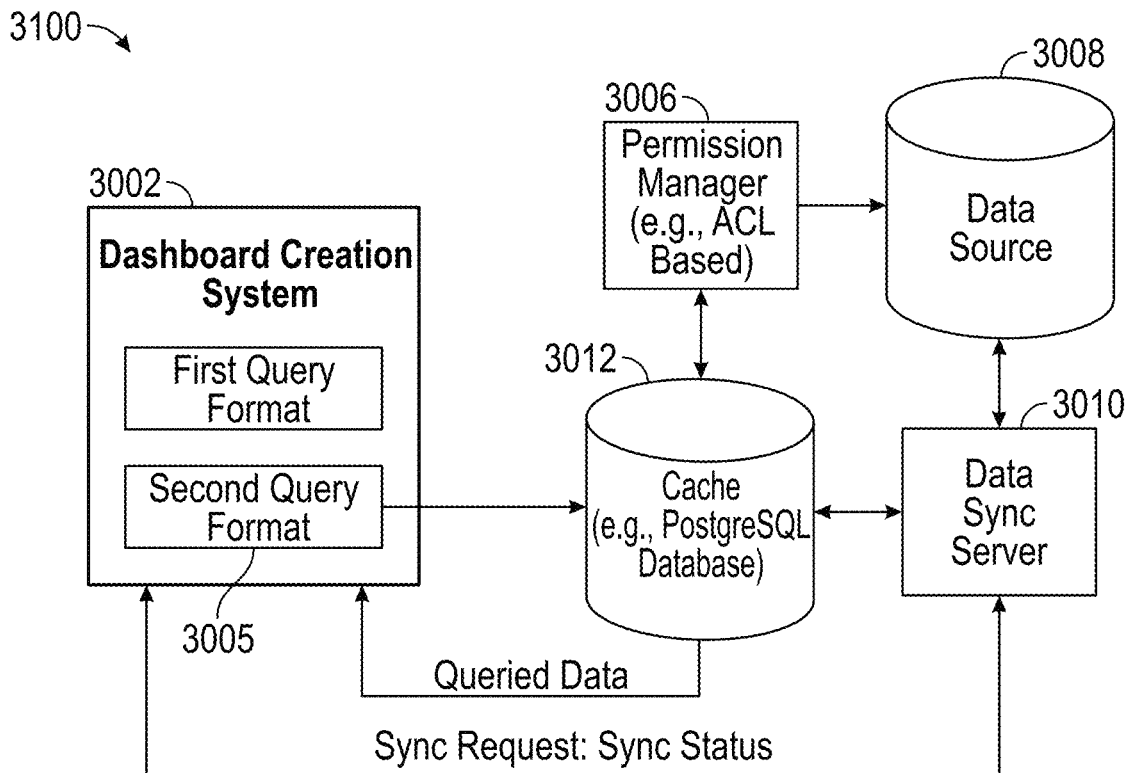 3100
3008
3006
Permission
Manager
(e.g., ACL
Based)
Data
Source
3002
Dashboard Creation
System
First Query
Format
Second Query
Format
3005
3012
Cache
(e.g., PostgreSQL
Database)
3010
Data
Sync
Server
Queried Data
Sync Request: Sync Status